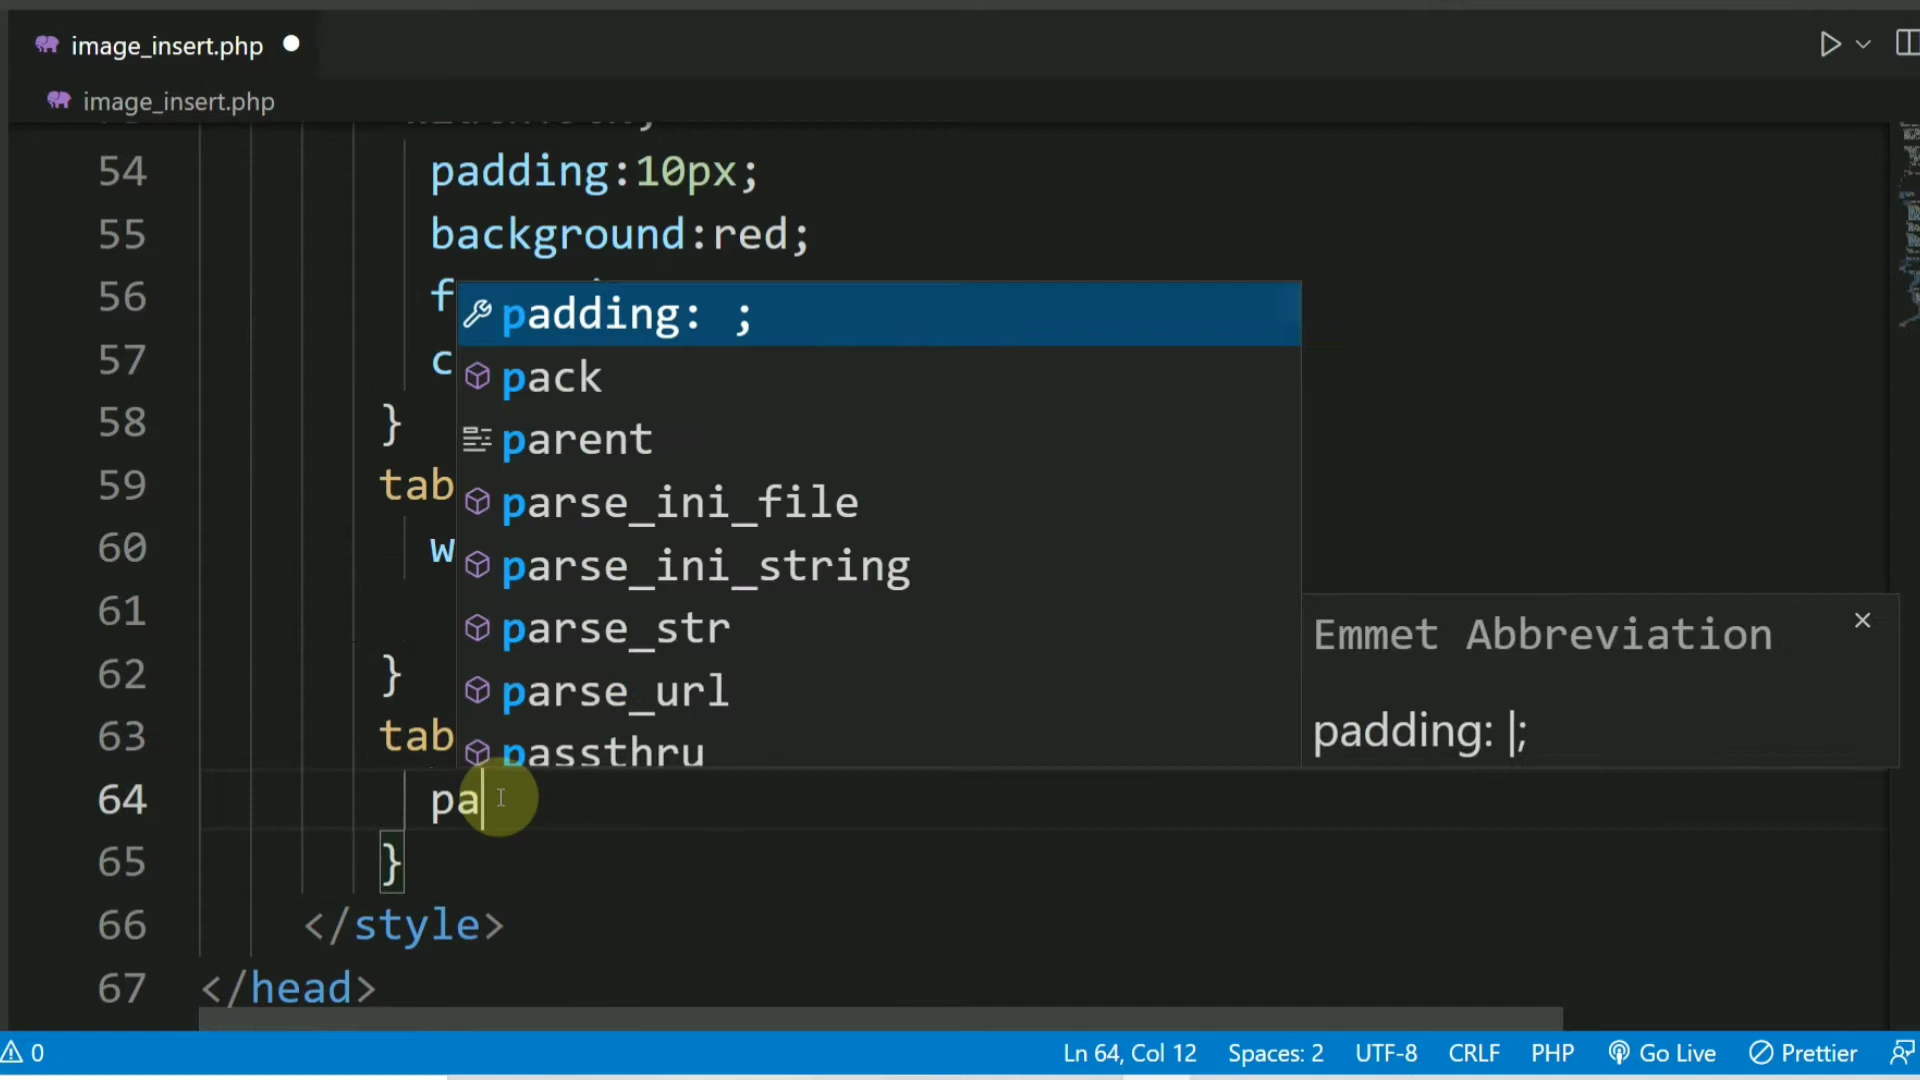 image_insert.php
image_insert.php
54 padding:10px;
55 background:red;
56 f
57 c
58 }
59 tab
60 w
61
62 }
63 tab
64 pa
65 }
66 </style>
67 </head>
padding: ;
pack
parent
parse_ini_file
parse_ini_string
parse_str
parse_url
passthru
Emmet Abbreviation
padding: |;
0 Ln 64, Col 12 Spaces: 2 UTF-8 CRLF PHP Go Live Prettier